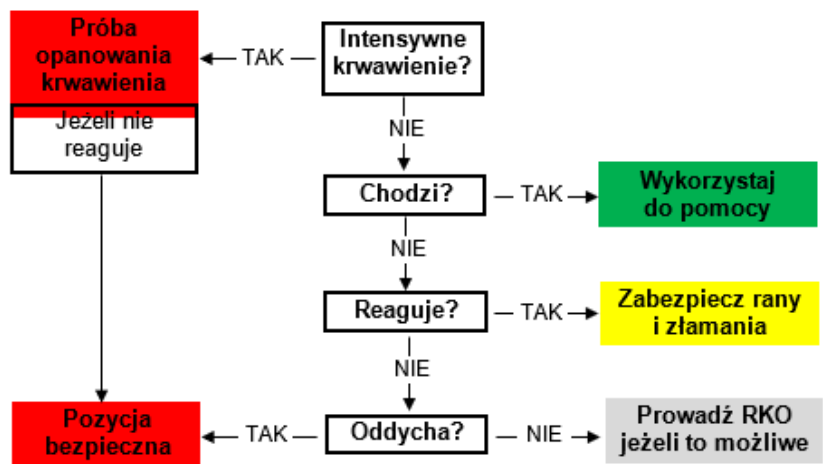 Próba
opanowania
krwawienia
TAK
Intensywne
krwawienie?
Jeżeli nie
reaguje
NIE
Chodzi?
TAK
Wykorzystaj
do pomocy
NIE
Reaguje?
TAK
Zabezpiecz rany
i złamania
NIE
Pozycja
bezpieczna
TAK
Oddycha?
NIE
Prowadź RKO
jeżeli to możliwe